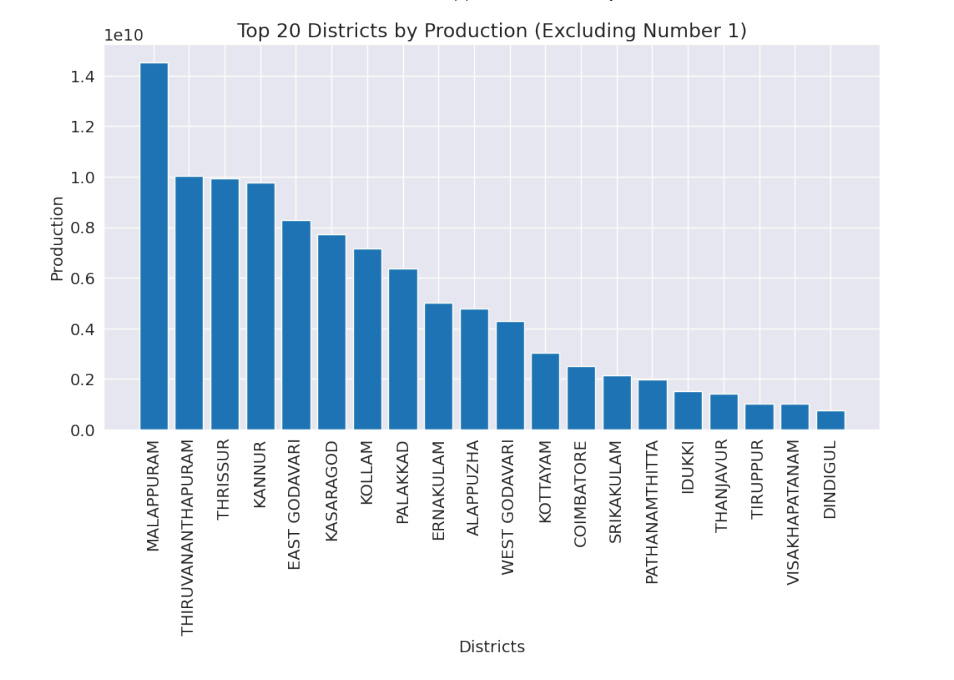 Top 20 Districts by Production (Excluding Number 1)
1e10
1.4
1.2
1.0
0.8
0.6
0.4
0.2
0.0
Production
MALAPPURAM
THIRUVANANTHAPURAM
THRISSUR
KANNUR
EAST GODAVARI
KASARAGOD
KOLLAM
PALAKKAD
ERNAKULAM
ALAPPUZHA
WEST GODAVARI
KOTTAYAM
COIMBATORE
SRIKAKULAM
PATHANAMTHITTA
IDUKKI
THANJAVUR
TIRUPPUR
VISAKHAPATANAM
DINDIGUL
Districts